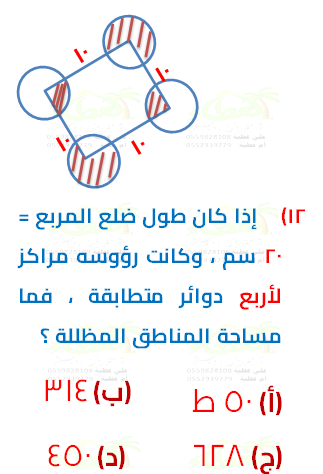 ١٠
١٠
١٠
١٠
١٢) إذا كان طول ضلع المربع =
٢٠ سم ، وكانت رؤوسه مراكز
لأربع دوائر متطابقة ، فما
مساحة المناطق المظللة ؟
(أ) ٥٠ ط
(ب) ٣١٤
(ج) ٦٢٨
(د) ٤٥٠